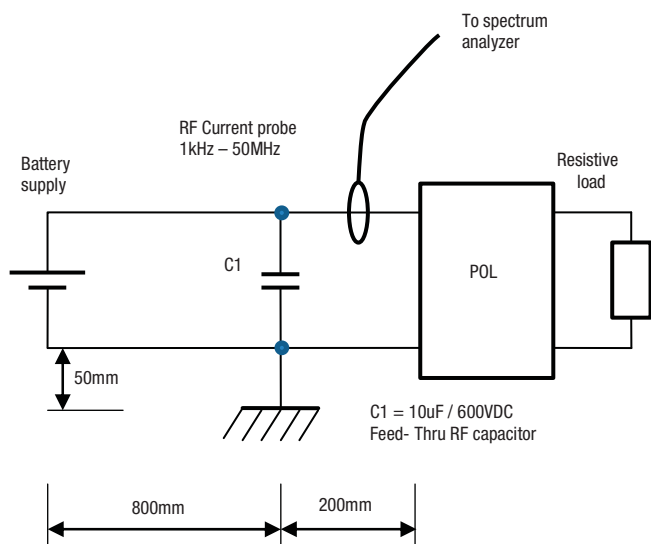 To spectrum
analyzer
RF Current probe
1kHz – 50MHz
Battery
supply
Resistive
load
C1
POL
50mm
C1 = 10uF / 600VDC
Feed- Thru RF capacitor
800mm
200mm